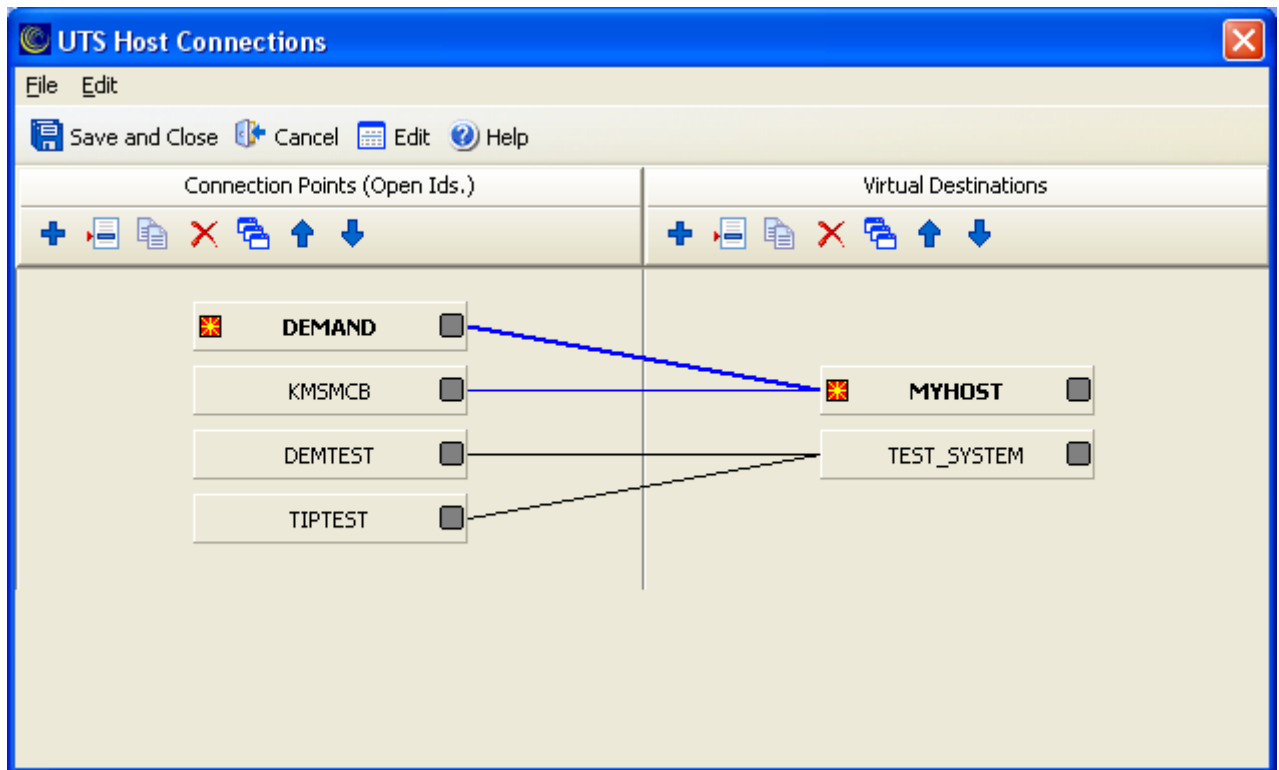 UTS Host Connections
File Edit
Save and Close Cancel Edit Help
Connection Points (Open Ids.) Virtual Destinations
DEMAND
KMSMCB MYHOST
DEMTEST TEST_SYSTEM
TIPTEST